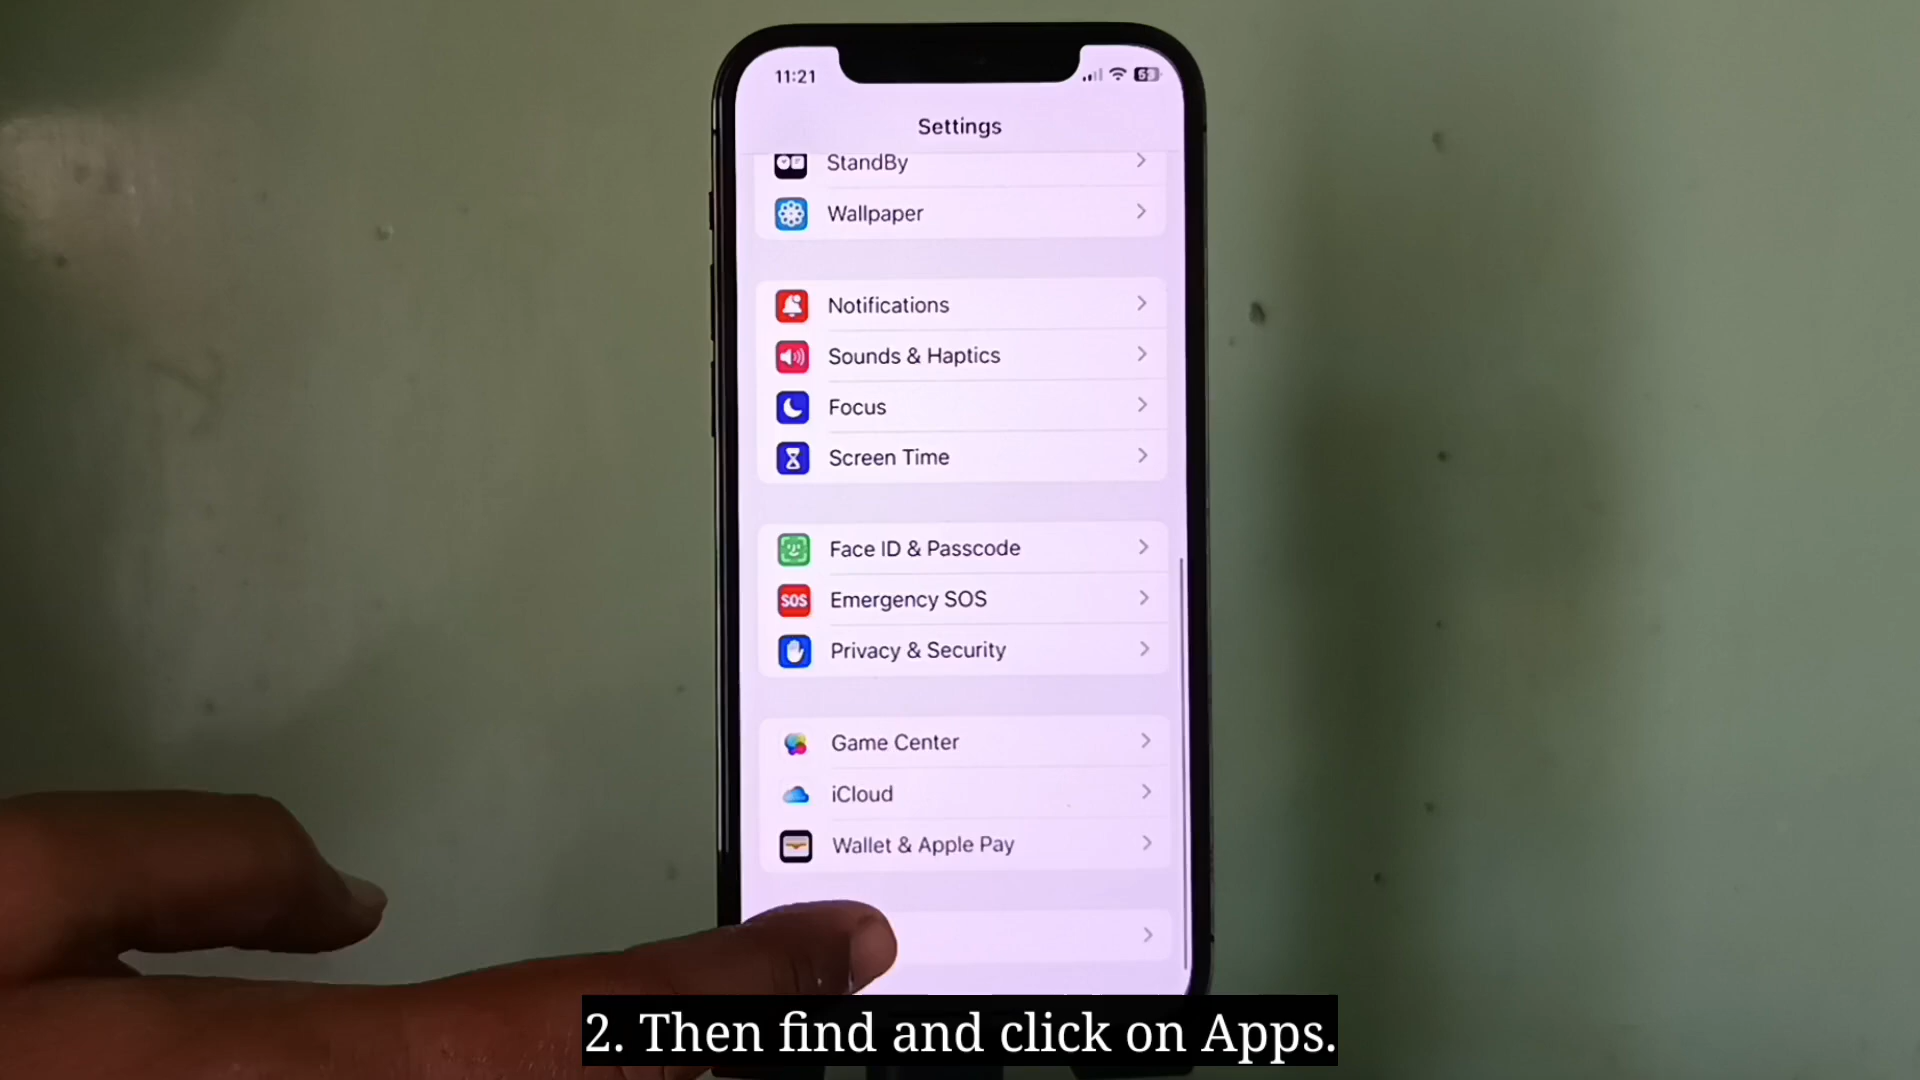 11:21
Settings
StandBy
Wallpaper
Notifications
Sounds & Haptics
Focus
Screen Time
Face ID & Passcode
SOS
Emergency SOS
Privacy & Security
Game Center
iCloud
Wallet & Apple Pay
2. Then find and click on Apps.